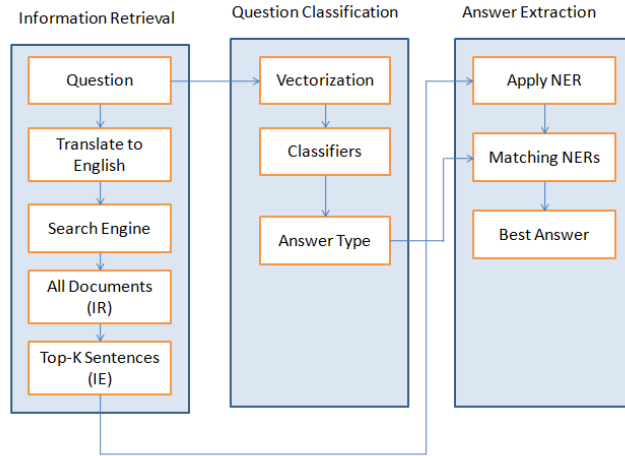 Information Retrieval
Question
Translate to
English
Search Engine
All Documents
(IR)
Top-K Sentences
(IE)
Question Classification
Vectorization
Classifiers
Answer Type
Answer Extraction
Apply NER
Matching NERs
Best Answer